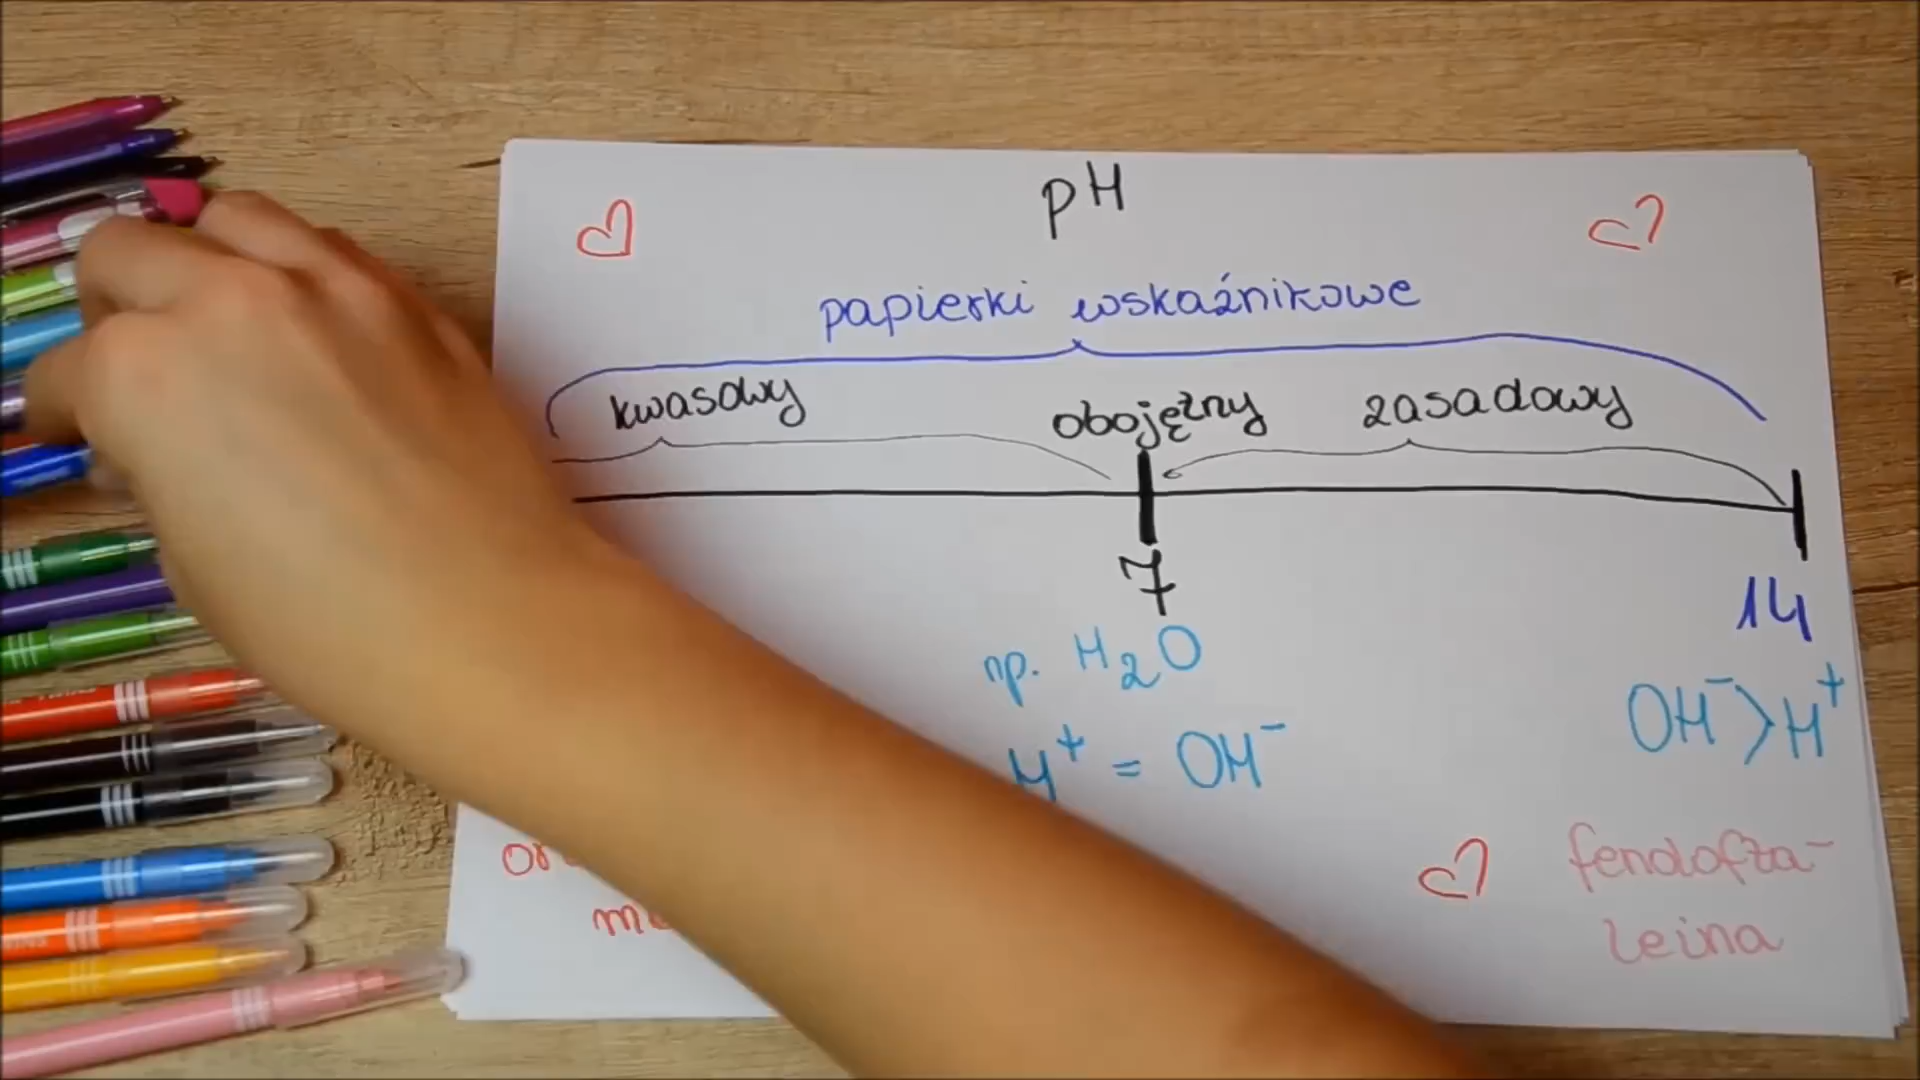 pH
papierki wskaźnikowe
kwasowy obojętny zasadowy
7
14
np. H₂O
OH⁻ > H⁺
H⁺ = OH⁻
fenolofta-
leina